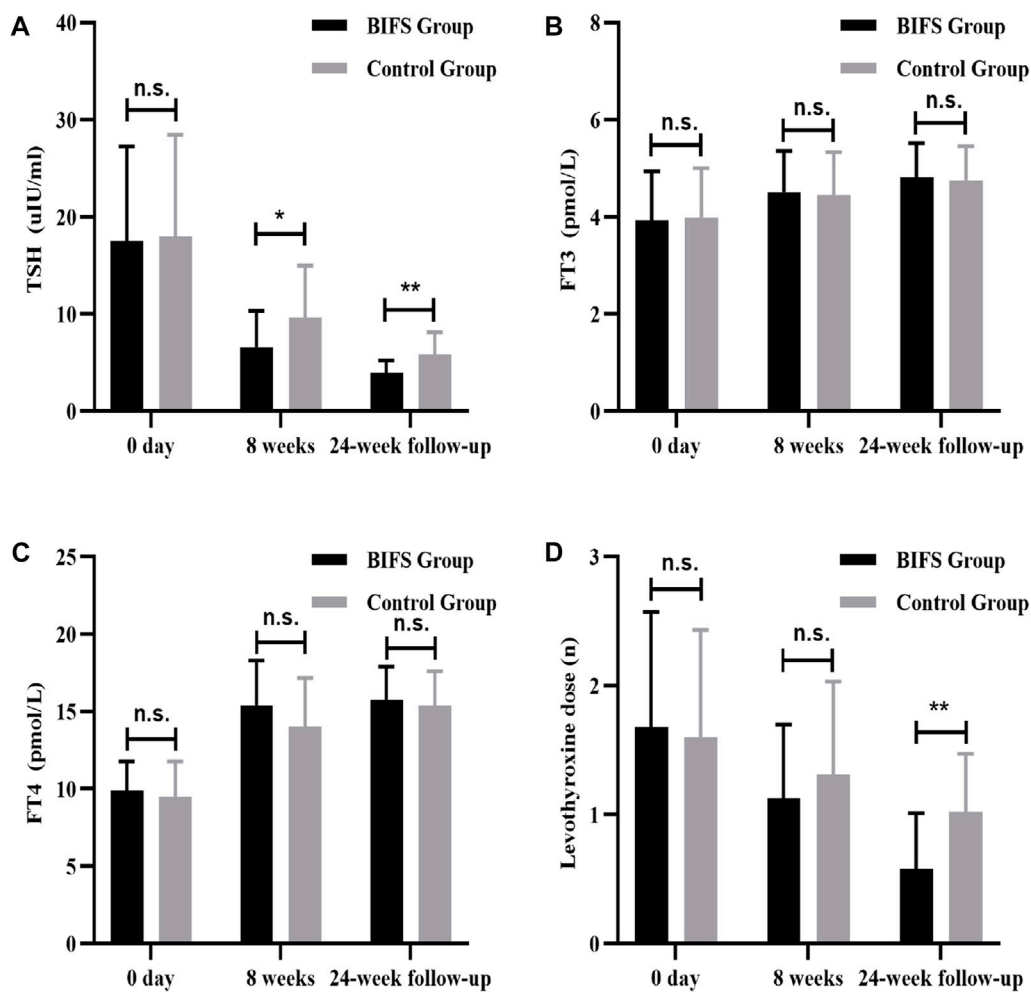 A
TSH (uIU/ml)
40
30
20
10
0
BIFS Group
Control Group
n.s.
*
**
0 day
8 weeks
24-week follow-up
B
FT3 (pmol/L)
8
6
4
2
0
BIFS Group
Control Group
n.s.
n.s.
n.s.
0 day
8 weeks
24-week follow-up
C
FT4 (pmol/L)
25
20
15
10
5
0
BIFS Group
Control Group
n.s.
n.s.
n.s.
0 day
8 weeks
24-week follow-up
D
Levothyroxine dose (n)
3
2
1
0
BIFS Group
Control Group
n.s.
n.s.
**
0 day
8 weeks
24-week follow-up